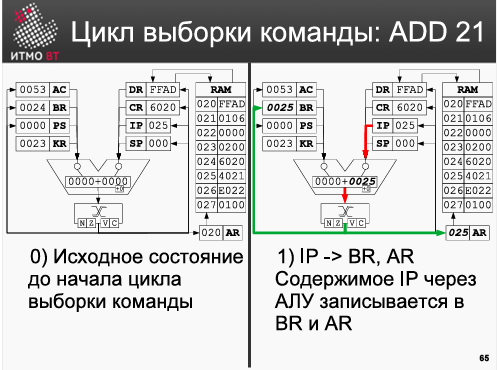 ИТМО ВТ
Цикл выборки команды: ADD 21
0053 AC
0024 BR
0000 PS
0023 KR
DR FFAD
CR 6020
IP 025
SP 000
RAM
020 FFAD
021 0106
022 0000
023 0000
024 6020
025 4021
026 E022
027 0100
0000+0000
+1
N Z V C
020 AR
0) Исходное состояние
до начала цикла
выборки команды
0053 AC
0025 BR
0000 PS
0023 KR
DR FFAD
CR 6020
IP 025
SP 000
RAM
020 FFAD
021 0106
022 0000
023 0000
024 6020
025 4021
026 E022
027 0100
0000+0025
+1
N Z V C
025 AR
1) IP -> BR, AR
Содержимое IP через
АЛУ записывается в
BR и AR
65